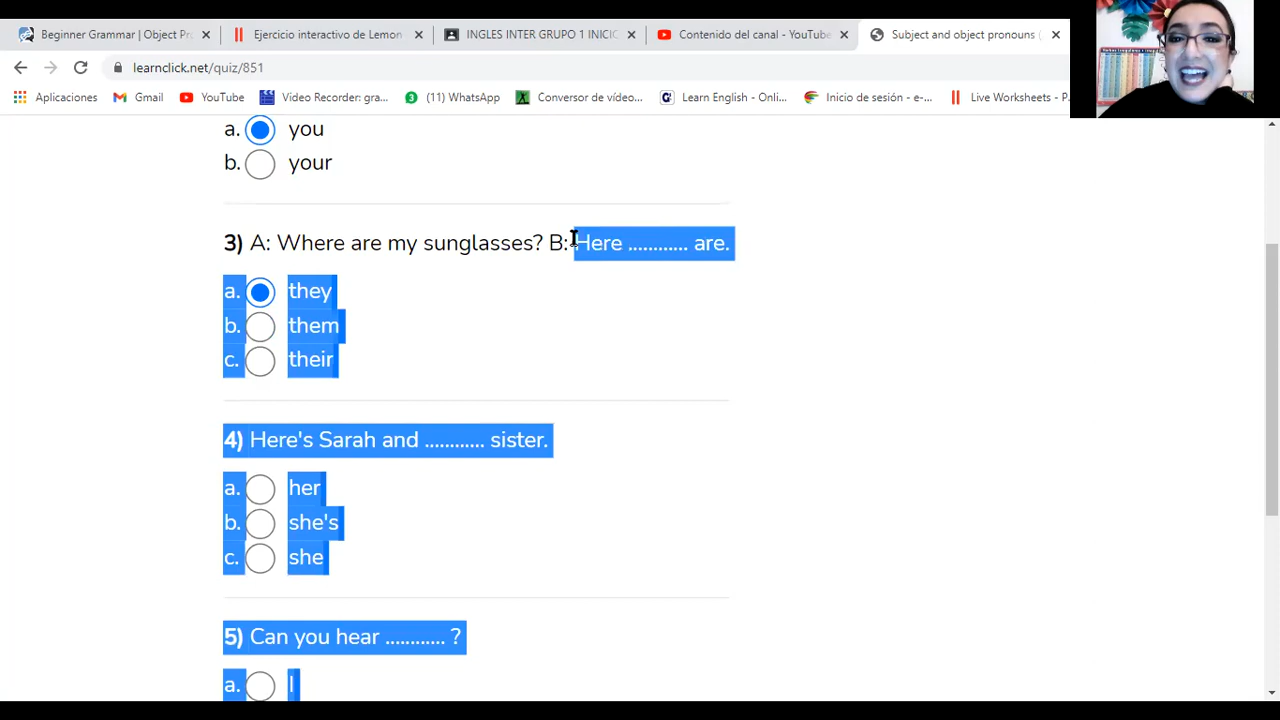 Beginner Grammar | Object Pr
Ejercicio interactivo de Lemon
INGLES INTER GRUPO 1 INICIC
Contenido del canal - YouTube
Subject and object pronouns (
learnclick.net/quiz/851
Aplicaciones
Gmail
YouTube
Video Recorder: gra...
(11) WhatsApp
Conversor de vídeo...
Learn English - Onli...
Inicio de sesión - e-...
Live Worksheets - P...
a. you
b. your
3) A: Where are my sunglasses? B: Here ............ are.
a. they
b. them
c. their
4) Here's Sarah and ............ sister.
a. her
b. she's
c. she
5) Can you hear ............ ?
a. I